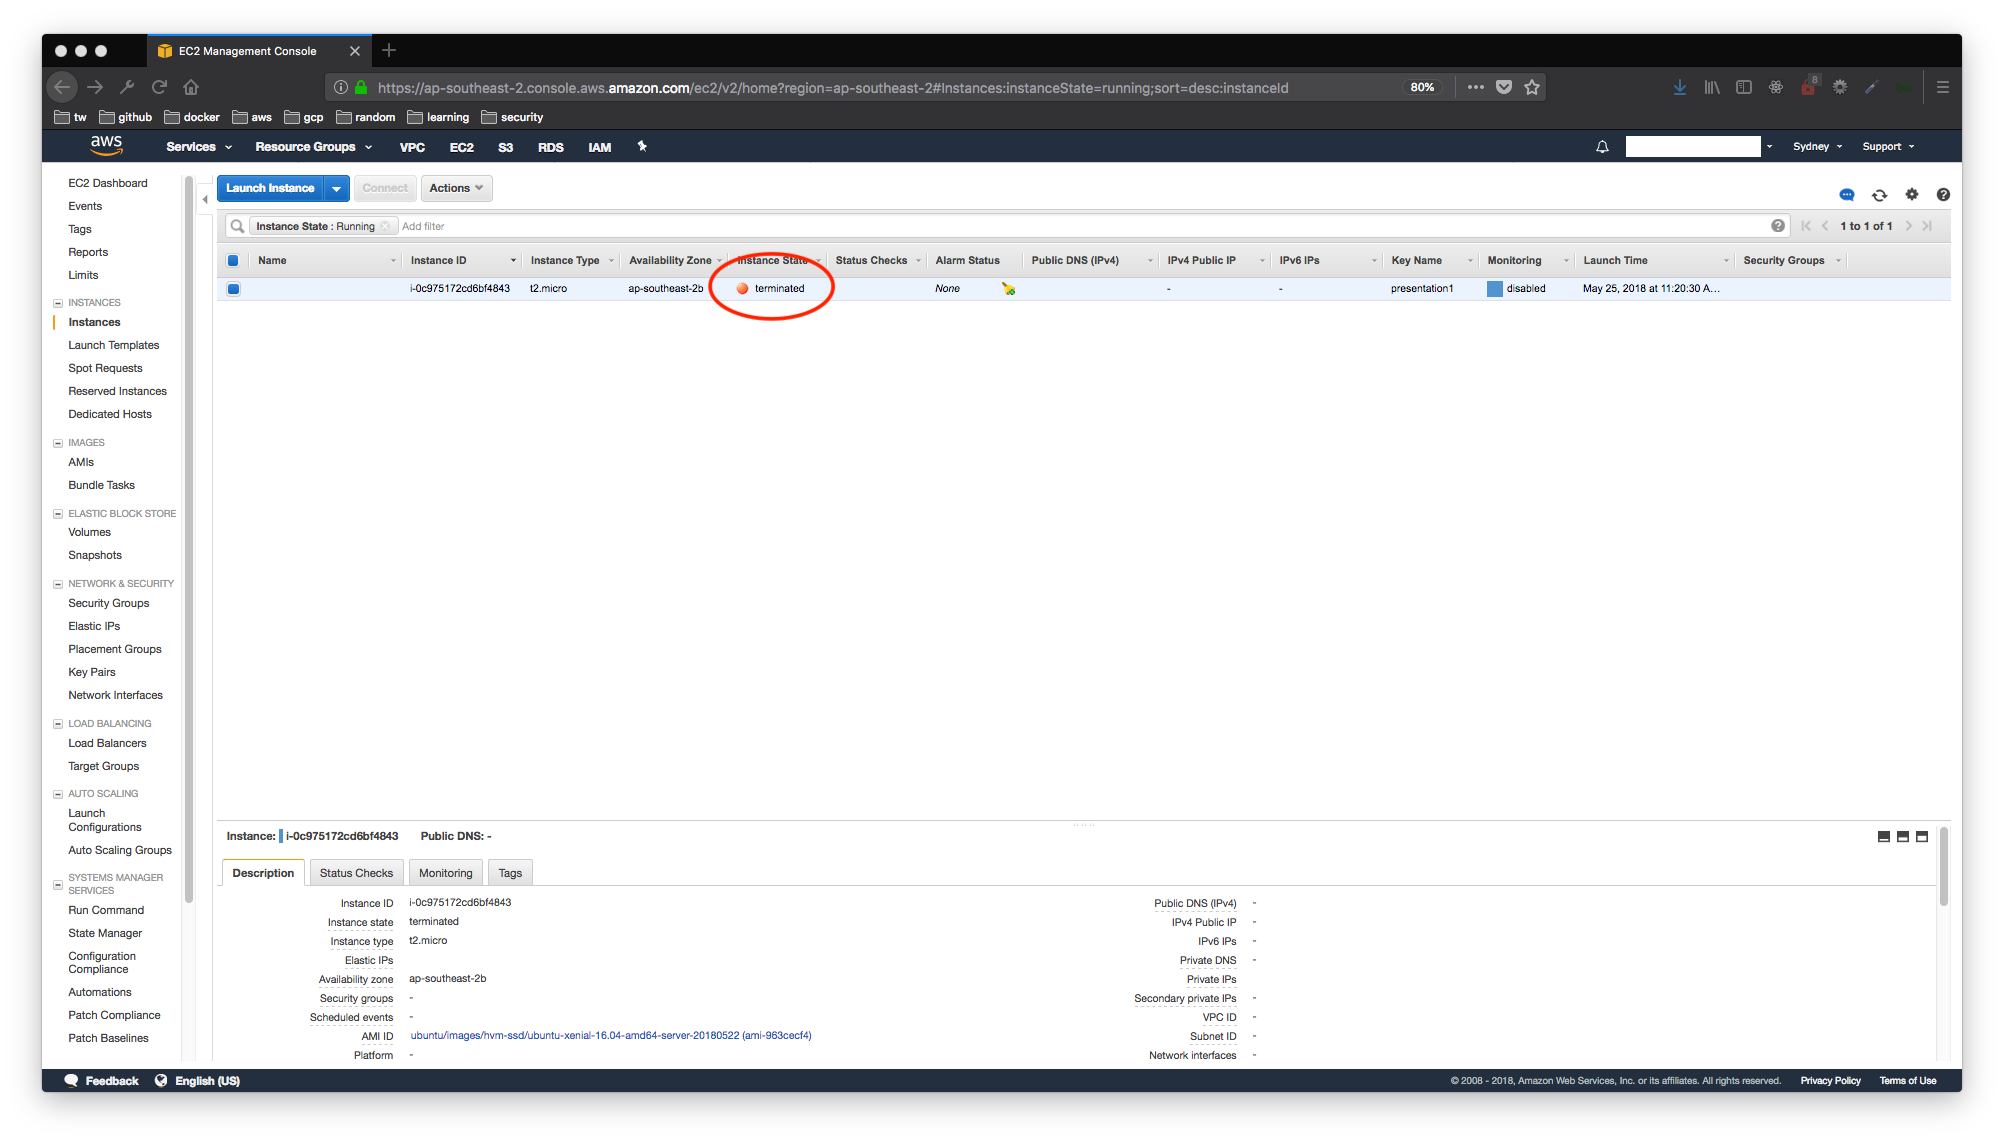 EC2 Management Console
https://ap-southeast-2.console.aws.amazon.com/ec2/v2/home?region=ap-southeast-2#Instances:instanceState=running;sort=desc:instanceId 80% 8
tw github docker aws gcp random learning security
aws Services Resource Groups VPC EC2 S3 RDS IAM Sydney Support
Launch Instance Connect Actions
Instance State : Running Add filter 1 to 1 of 1
Name Instance ID Instance Type Availability Zone Instance State Status Checks Alarm Status Public DNS (IPv4) IPv4 Public IP IPv6 IPs Key Name Monitoring Launch Time Security Groups
i-0c975172cd6bf4843 t2.micro ap-southeast-2b terminated None - - presentation1 disabled May 25, 2018 at 11:20:30 A...
EC2 Dashboard
Events
Tags
Reports
Limits
INSTANCES
Instances
Launch Templates
Spot Requests
Reserved Instances
Dedicated Hosts
IMAGES
AMIs
Bundle Tasks
ELASTIC BLOCK STORE
Volumes
Snapshots
NETWORK & SECURITY
Security Groups
Elastic IPs
Placement Groups
Key Pairs
Network Interfaces
LOAD BALANCING
Load Balancers
Target Groups
AUTO SCALING
Launch
Configurations
Auto Scaling Groups
SYSTEMS MANAGER
SERVICES
Run Command
State Manager
Configuration
Compliance
Automations
Patch Compliance
Patch Baselines
Instance: i-0c975172cd6bf4843 Public DNS: -
Description Status Checks Monitoring Tags
Instance ID i-0c975172cd6bf4843
Instance state terminated
Instance type t2.micro
Elastic IPs
Availability zone ap-southeast-2b
Security groups -
Scheduled events -
AMI ID ubuntu/images/hvm-ssd/ubuntu-xenial-16.04-amd64-server-20180522 (ami-963cecf4)
Platform -
Public DNS (IPv4) -
IPv4 Public IP -
IPv6 IPs -
Private DNS -
Private IPs -
Secondary private IPs -
VPC ID -
Subnet ID -
Network interfaces -
Feedback English (US) © 2008 - 2018, Amazon Web Services, Inc. or its affiliates. All rights reserved. Privacy Policy Terms of Use